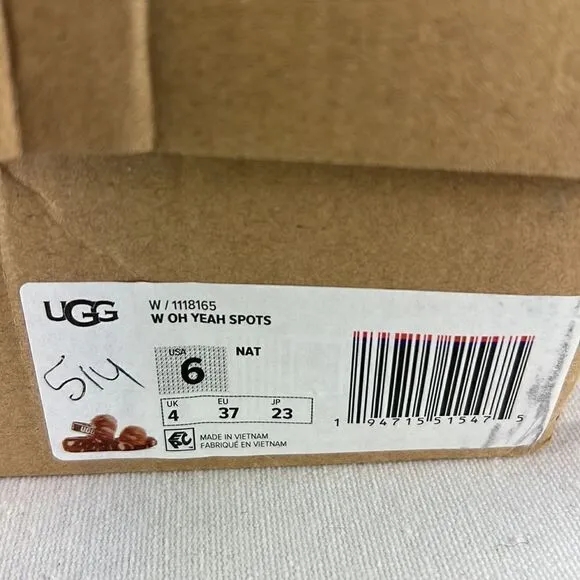 UGG
W / 1118165
W OH YEAH SPOTS
514
USA
6
NAT
UK EU JP
4 37 23
MADE IN VIETNAM
FABRIQUÉ EN VIETNAM
UGG
1 94715 51547 5